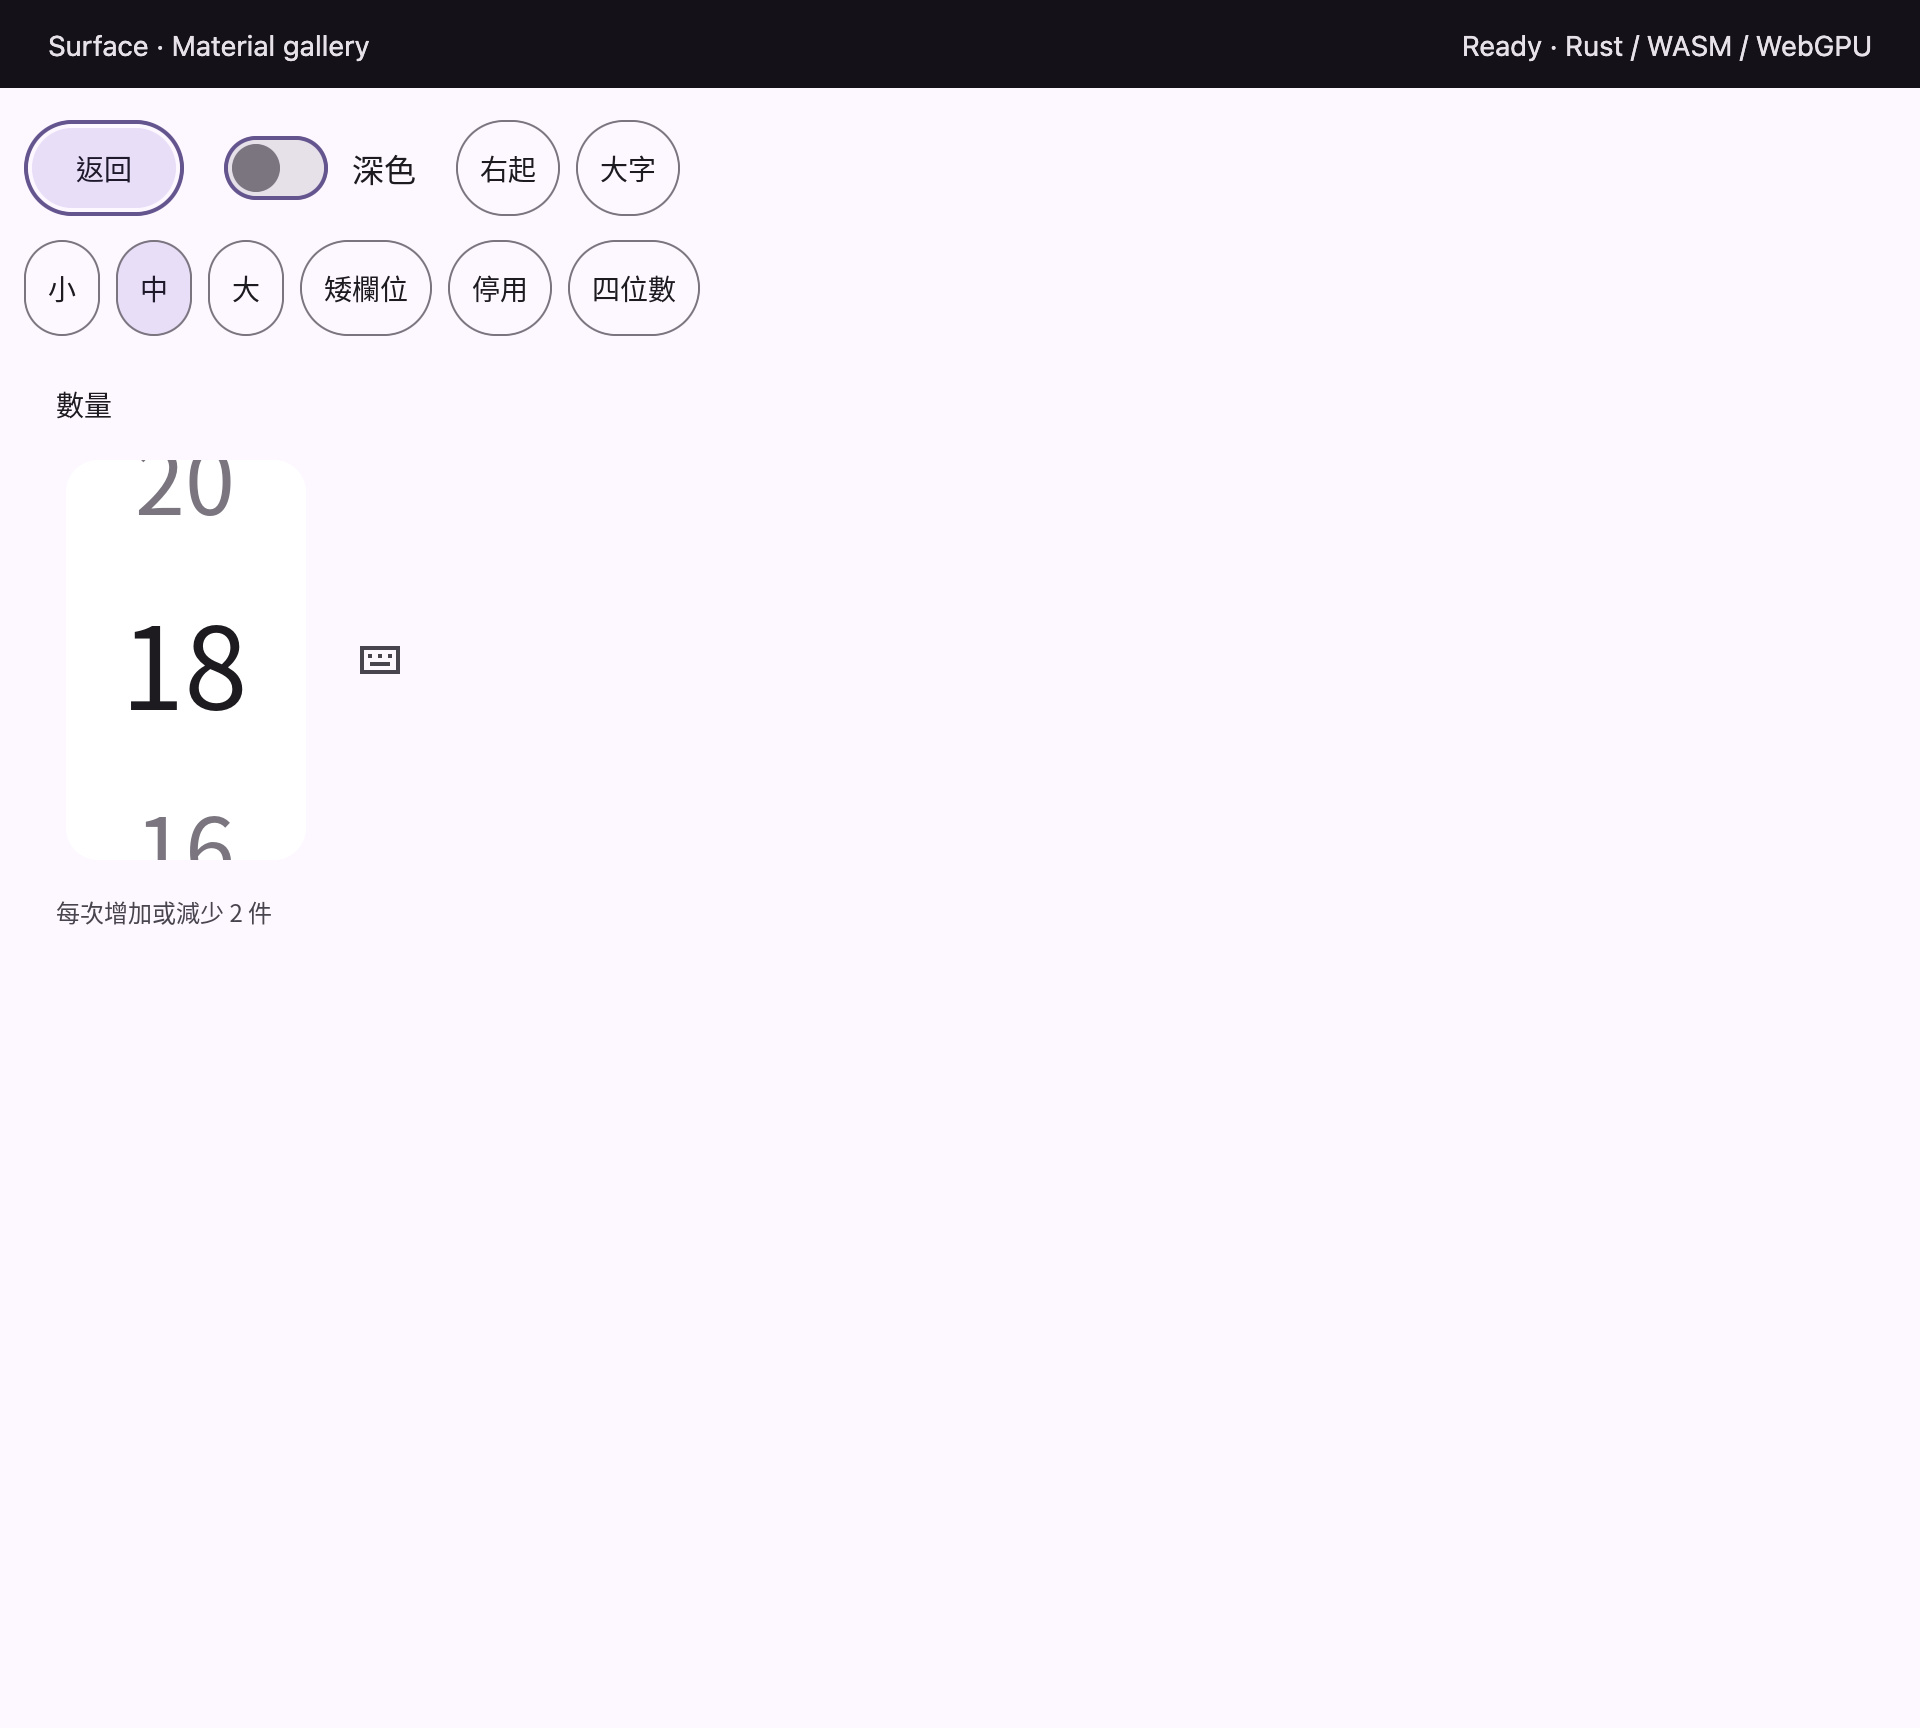 Surface · Material gallery
Ready · Rust / WASM / WebGPU
返回
深色
右起
大字
小
中
大
矮欄位
停用
四位數
數量
20
18
16
每次增加或減少 2 件